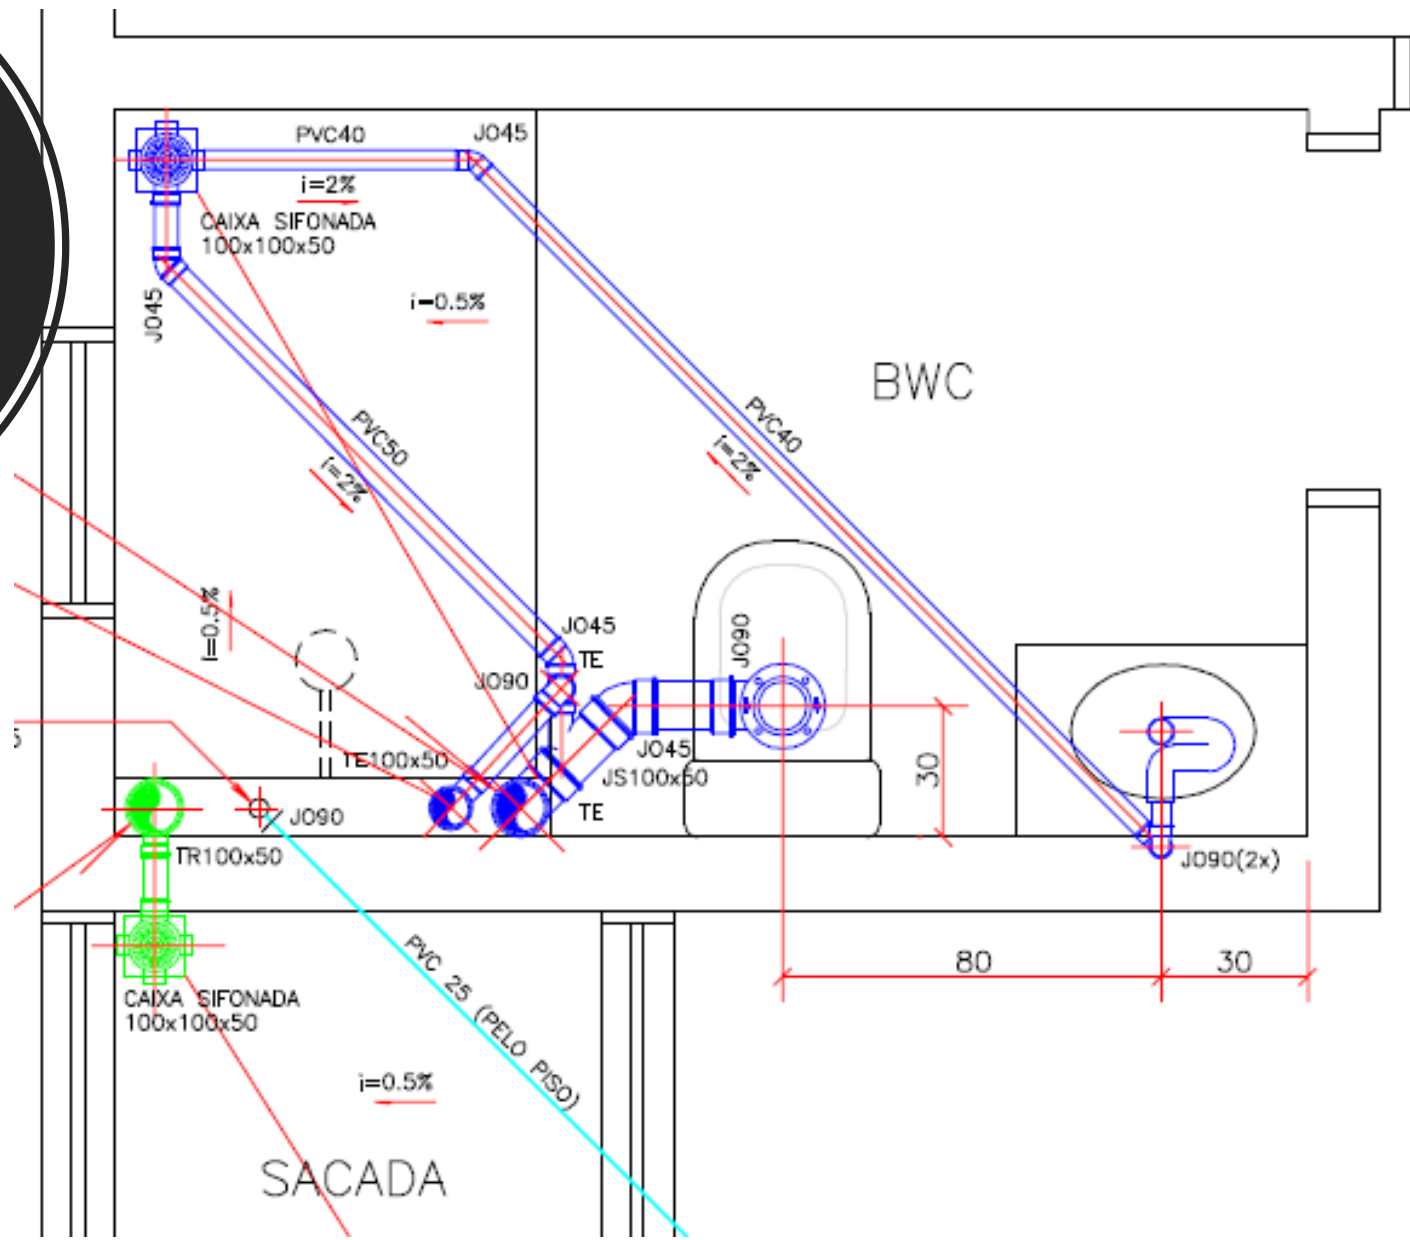 PVC40
JO45
i=2%
CAIXA SIFONADA
100x100x50
JO45
i=0.5%
BWC
PVC50
i=2%
PVC40
i=2%
i=0.5%
JO45
TE
JO90
JO90
JO45
TE100x50
JS100x50
TE
30
JO90
TR100x50
JO90(2x)
PVC 25 (PELO PISO)
80
30
CAIXA SIFONADA
100x100x50
i=0.5%
SACADA